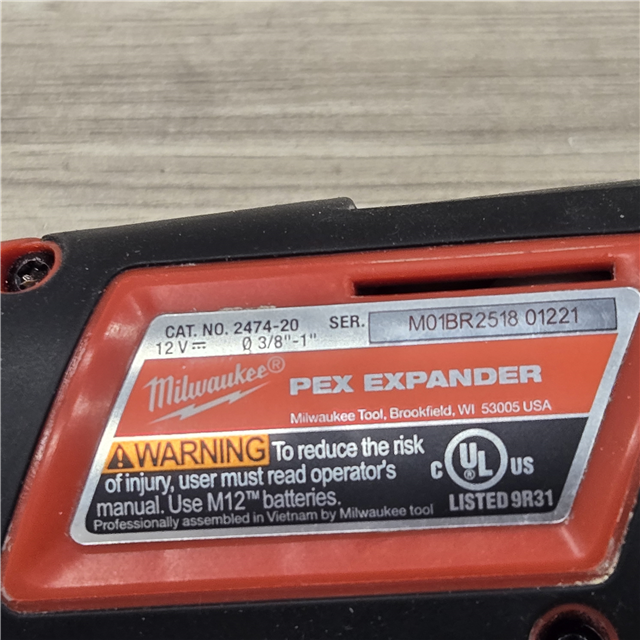 CAT. NO. 2474-20 SER. M01BR2518 01221
12 V⎓ Ø 3/8"-1"
Milwaukee® PEX EXPANDER
Milwaukee Tool, Brookfield, WI 53005 USA
⚠WARNING To reduce the risk
of injury, user must read operator's
manual. Use M12™ batteries.
Professionally assembled in Vietnam by Milwaukee tool
C UL US
LISTED 9R31